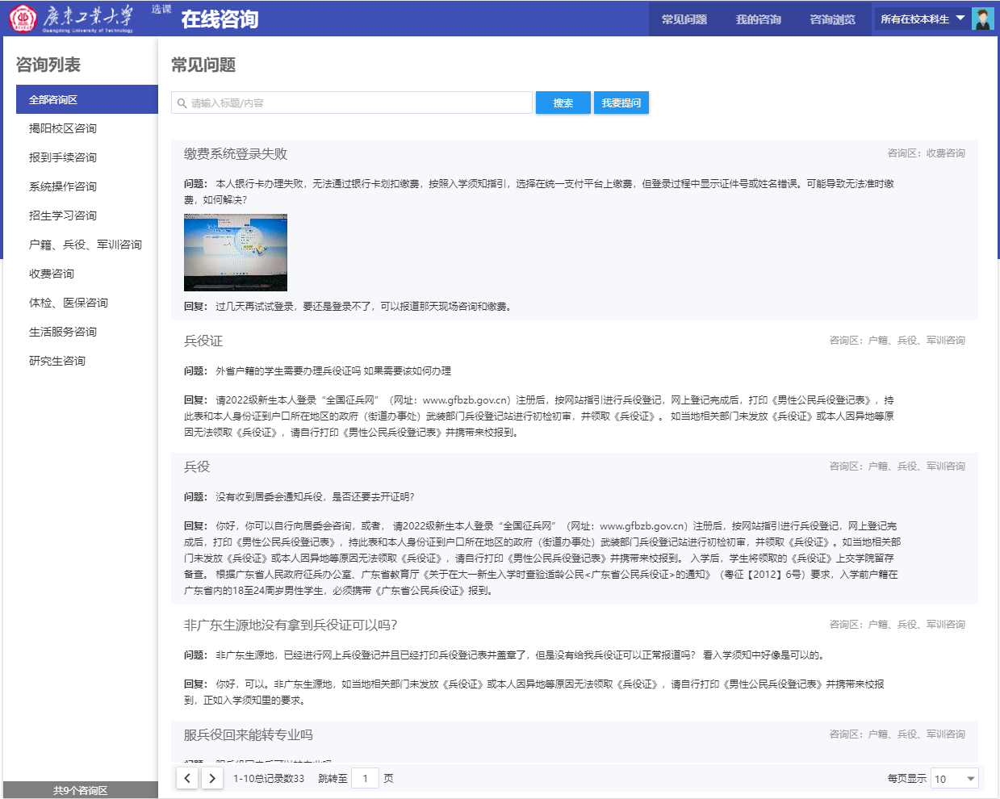 廣東工業大學
Guangdong University of Technology
选课
在线咨询
常见问题
我的咨询
咨询浏览
所有在校本科生
咨询列表
全部咨询区
揭阳校区咨询
报到手续咨询
系统操作咨询
招生学习咨询
户籍、兵役、军训咨询
收费咨询
体检、医保咨询
生活服务咨询
研究生咨询
共9个咨询区
常见问题
请输入标题/内容
搜索
我要提问
缴费系统登录失败
咨询区：收费咨询
问题： 本人银行卡办理失败，无法通过银行卡划扣缴费，按照入学须知指引，选择在统一支付平台上缴费，但登录过程中显示证件号或姓名错误。可能导致无法准时缴
费，如何解决?
回复： 过几天再试试登录，要还是登录不了，可以报道那天现场咨询和缴费。
兵役证
咨询区：户籍、兵役、军训咨询
问题： 外省户籍的学生需要办理兵役证吗 如果需要该如何办理
回复： 请2022级新生本人登录“全国征兵网”（网址：www.gfbzb.gov.cn）注册后，按网站指引进行兵役登记，网上登记完成后，打印《男性公民兵役登记表》，持
此表和本人身份证到户口所在地区的政府（街道办事处）武装部门兵役登记站进行初检初审，并领取《兵役证》。 如当地相关部门未发放《兵役证》或本人因异地等原
因无法领取《兵役证》，请自行打印《男性公民兵役登记表》并携带来校报到。
兵役
咨询区：户籍、兵役、军训咨询
问题： 没有收到居委会通知兵役，是否还要去开证明?
回复： 你好，你可以自行向居委会咨询，或者， 请2022级新生本人登录“全国征兵网”（网址：www.gfbzb.gov.cn）注册后，按网站指引进行兵役登记，网上登记完
成后，打印《男性公民兵役登记表》，持此表和本人身份证到户口所在地区的政府（街道办事处）武装部门兵役登记站进行初检初审，并领取《兵役证》。如当地相关部
门未发放《兵役证》或本人因异地等原因无法领取《兵役证》，请自行打印《男性公民兵役登记表》并携带来校报到。 入学后，学生将领取的《兵役证》上交学院留存
备查。 根据广东省人民政府征兵办公室、广东省教育厅《关于在大一新生入学时查验适龄公民<广东省公民兵役证>的通知》（粤征【2012】6号）要求，入学前户籍在
广东省内的18至24周岁男性学生，必须携带《广东省公民兵役证》报到。
非广东生源地没有拿到兵役证可以吗?
咨询区：户籍、兵役、军训咨询
问题： 非广东生源地，已经进行网上兵役登记并且已经打印兵役登记表并盖章了，但是没有给我兵役证可以正常报道吗? 看入学须知中好像是可以的。
回复： 你好，可以。非广东生源地，如当地相关部门未发放《兵役证》或本人因异地等原因无法领取《兵役证》，请自行打印《男性公民兵役登记表》并携带来校报
到，正如入学须知里的要求。
服兵役回来能转专业吗
咨询区：户籍、兵役、军训咨询
1-10总记录数33 跳转至 1 页
每页显示 10